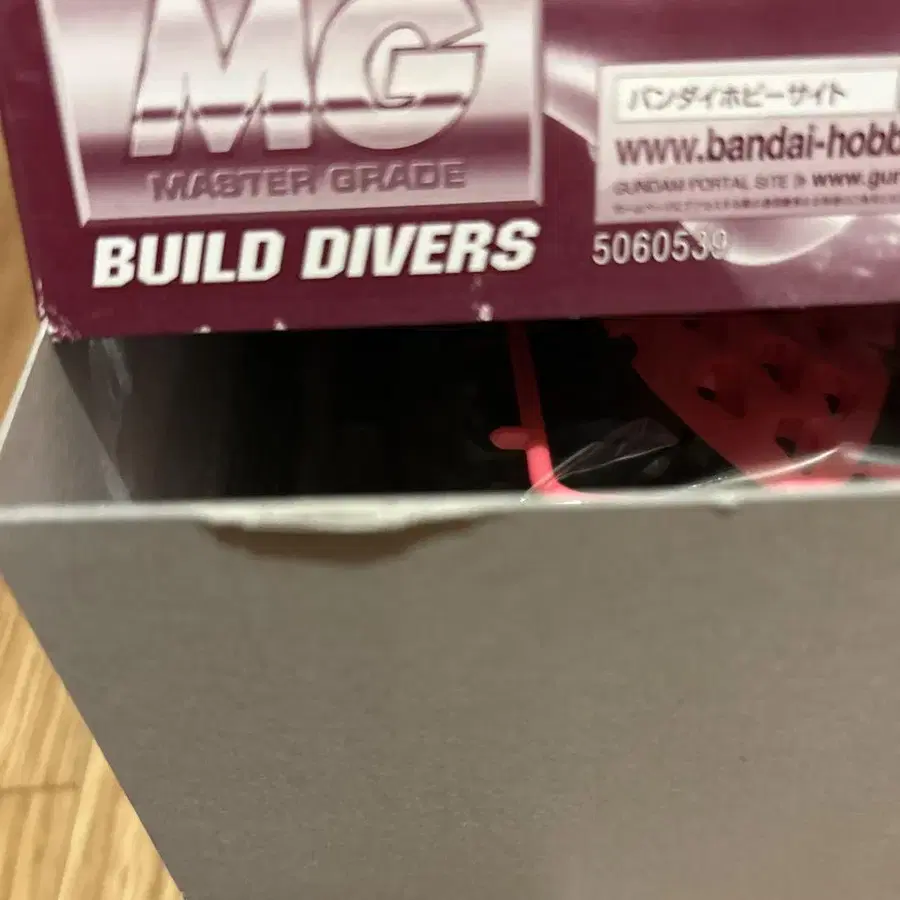 MG
MASTER GRADE
BUILD DIVERS
バンダイホビーサイト
www.bandai-hobb
GUNDAM PORTAL SITE www.gun
5060539